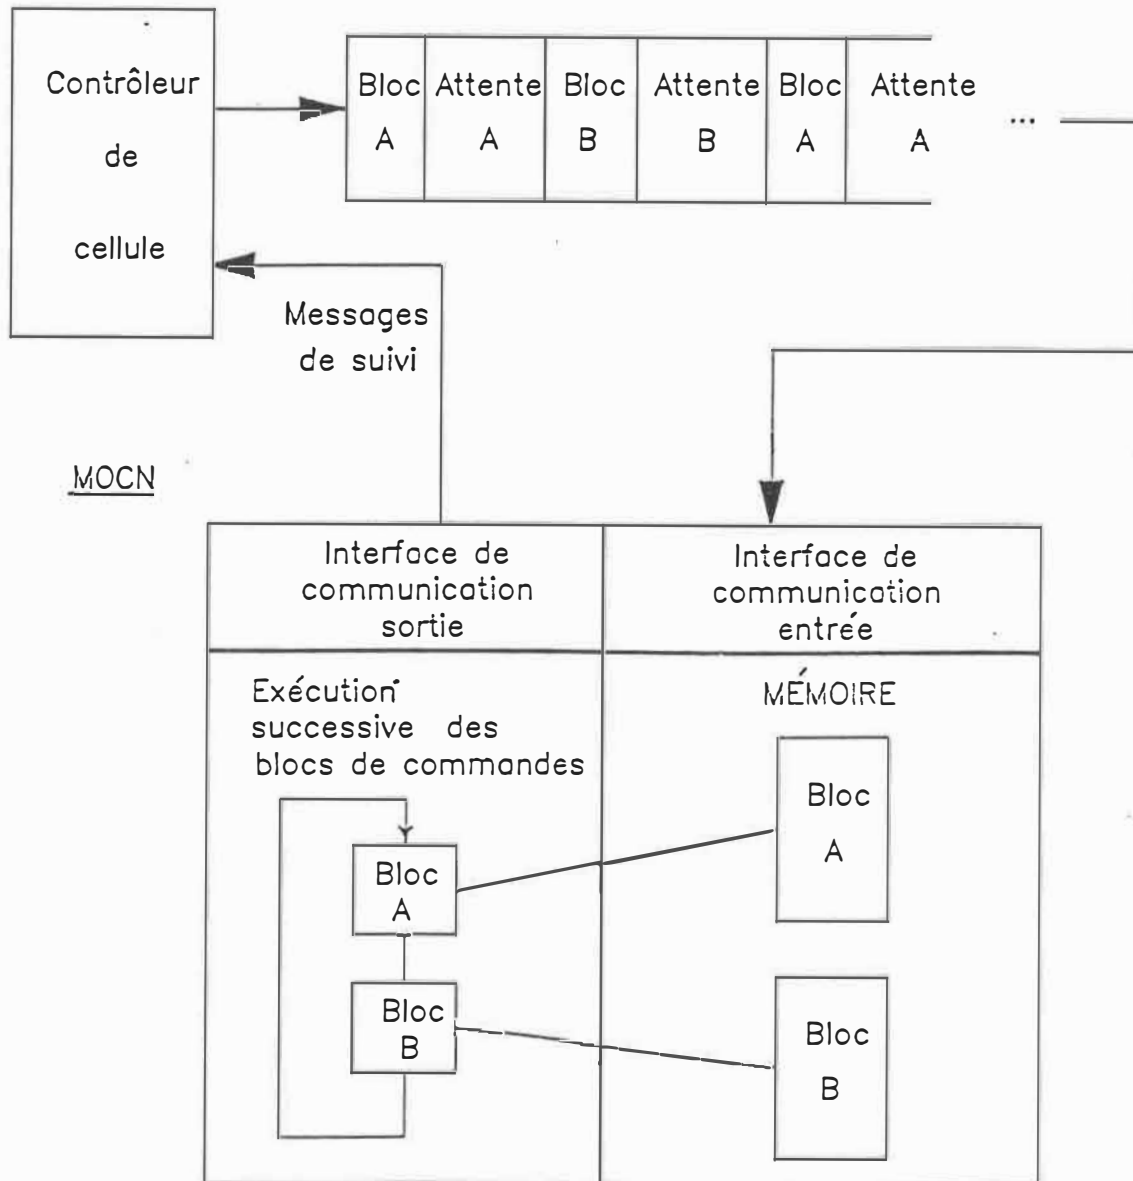 Contrôleur
de
cellule
Bloc
A
Attente
A
Bloc
B
Attente
B
Bloc
A
Attente
A
...
Messages
de suivi
MOCN
Interface de
communication
sortie
Interface de
communication
entrée
Exécution
successive des
blocs de commandes
Bloc
A
Bloc
B
MÉMOIRE
Bloc
A
Bloc
B